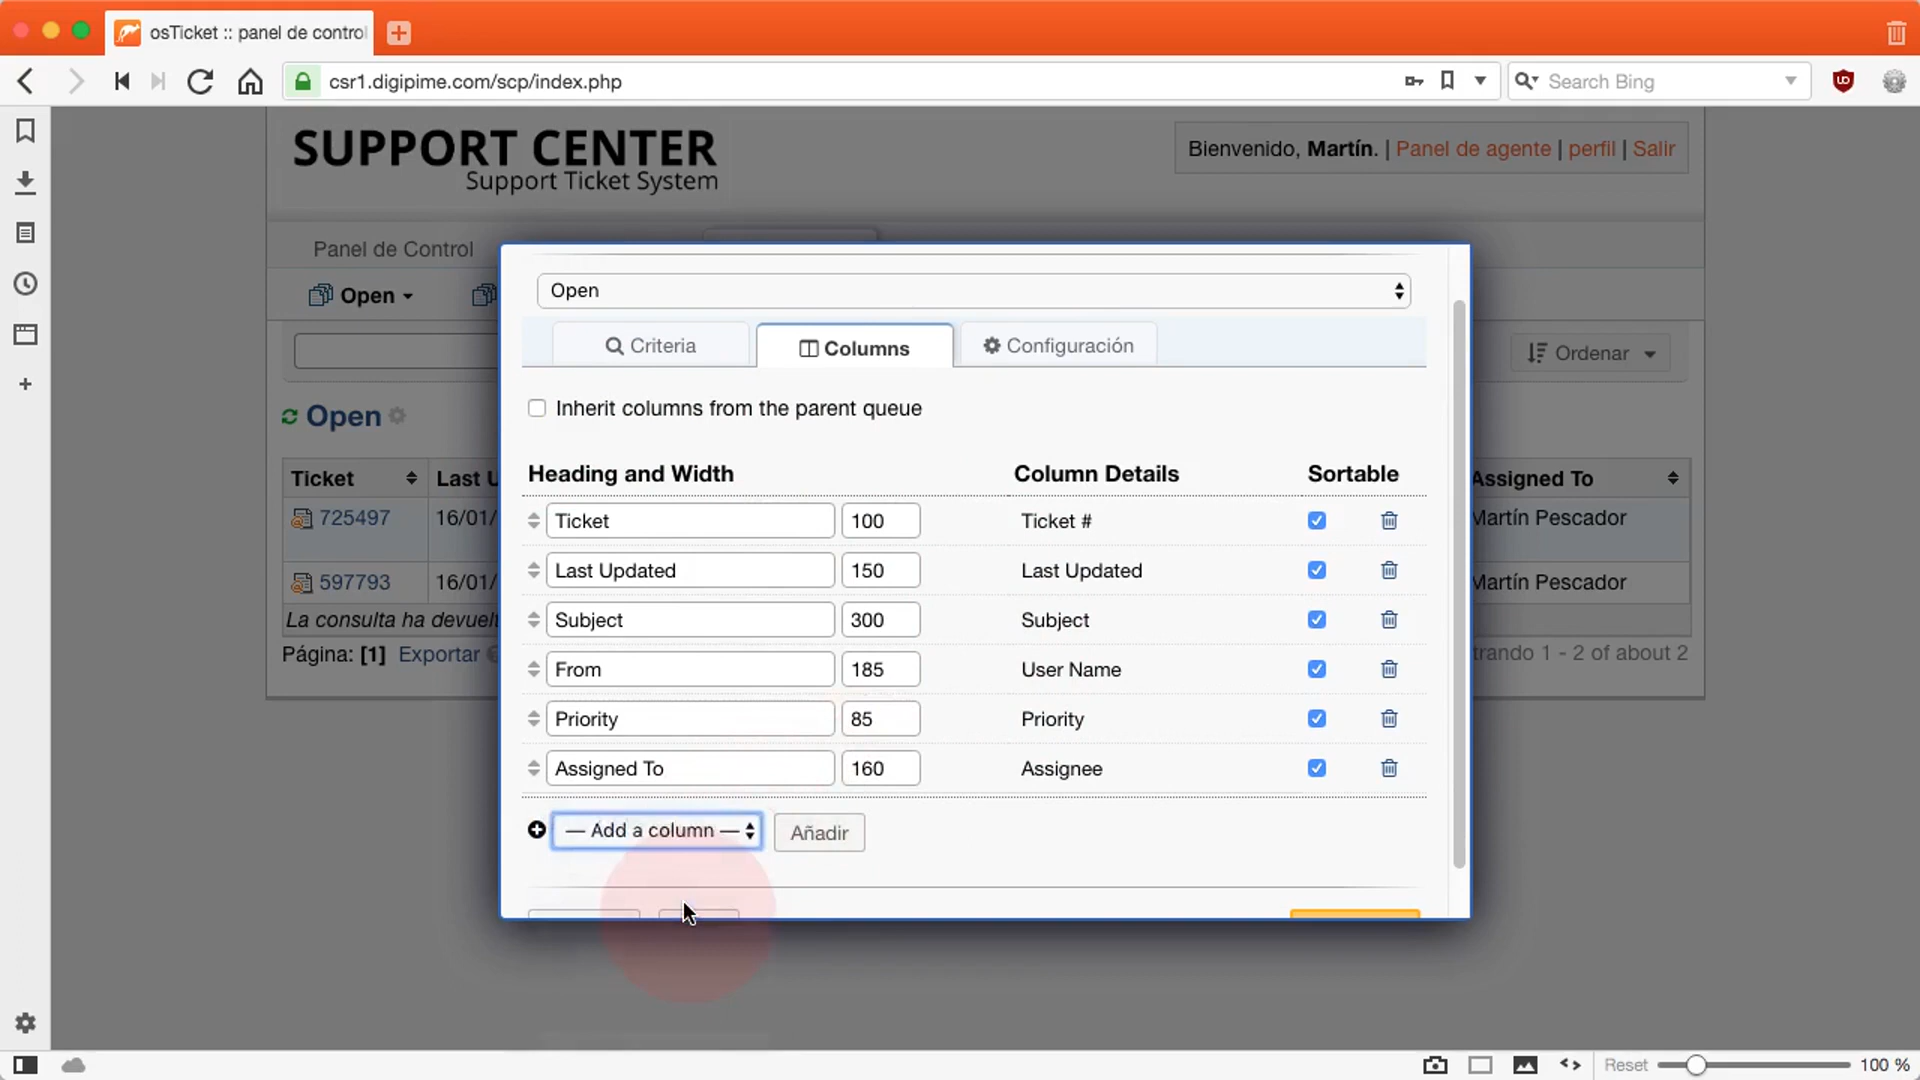 osTicket :: panel de control
csr1.digipime.com/scp/index.php
Search Bing
SUPPORT CENTER
Support Ticket System
Bienvenido, Martín. | Panel de agente | perfil | Salir
Panel de Control
Open
Open
Criteria
Columns
Configuración
Ordenar
Open
Inherit columns from the parent queue
Heading and Width Column Details Sortable
Ticket Last U
Assigned To
Ticket 100 Ticket #
725497 16/01/
Martín Pescador
Last Updated 150 Last Updated
597793 16/01/
Martín Pescador
Subject 300 Subject
La consulta ha devuelt
Página: [1] Exportar
trando 1 - 2 of about 2
From 185 User Name
Priority 85 Priority
Assigned To 160 Assignee
— Add a column —
Añadir
Reset 100 %